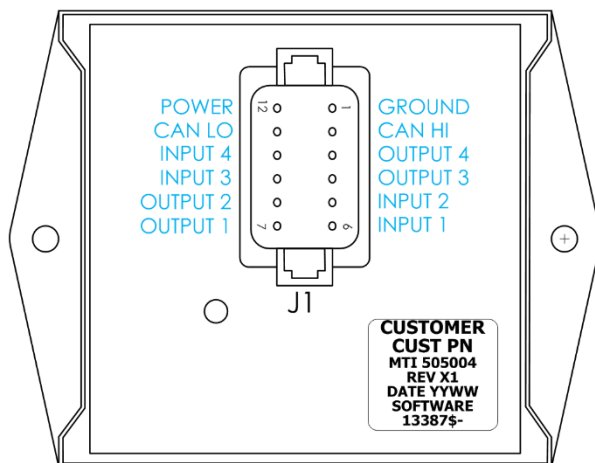 POWER 12 1 GROUND
CAN LO CAN HI
INPUT 4 OUTPUT 4
INPUT 3 OUTPUT 3
OUTPUT 2 INPUT 2
OUTPUT 1 7 6 INPUT 1
J1
CUSTOMER
CUST PN
MTI 505004
REV X1
DATE YYWW
SOFTWARE
13387$-